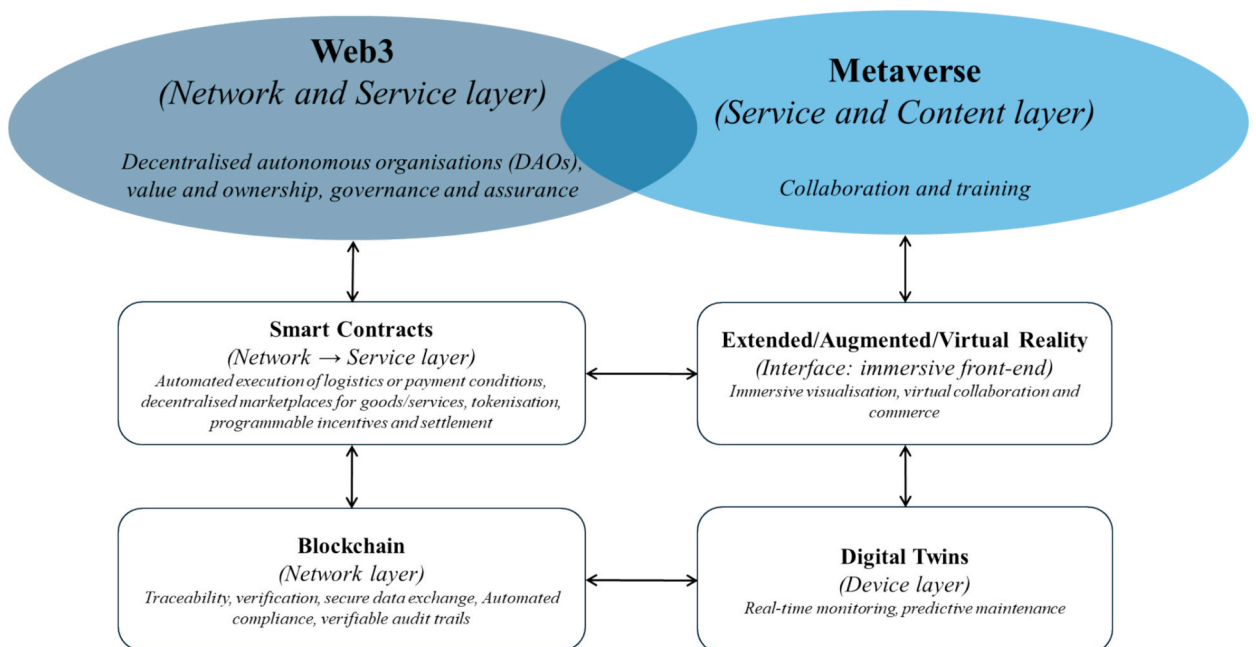 Web3
(Network and Service layer)
Decentralised autonomous organisations (DAOs),
value and ownership, governance and assurance
Metaverse
(Service and Content layer)
Collaboration and training
Smart Contracts
(Network → Service layer)
Automated execution of logistics or payment conditions,
decentralised marketplaces for goods/services, tokenisation,
programmable incentives and settlement
Extended/Augmented/Virtual Reality
(Interface: immersive front-end)
Immersive visualisation, virtual collaboration and
commerce
Blockchain
(Network layer)
Traceability, verification, secure data exchange, Automated
compliance, verifiable audit trails
Digital Twins
(Device layer)
Real-time monitoring, predictive maintenance